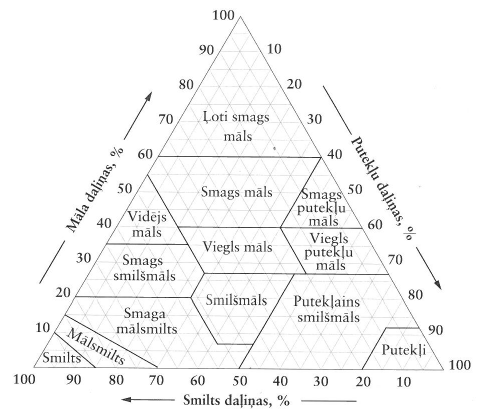 100
90
10
80
20
70
30
Ļoti smags
māls
60
40
Māla daļiņas, %
Putekļu daļiņas, %
50
50
Smags māls
Smags
putekļu
māls
Vidējs
māls
40
60
Viegls māls
Viegls
putekļu
māls
30
70
Smags
smilšmāls
20
80
Smilšmāls
Putekļains
smilšmāls
Smaga
mālsmilts
10
90
Mālsmilts
Smilts
Putekļi
100 90 80 70 60 50 40 30 20 10 100
Smilts daļiņas, %